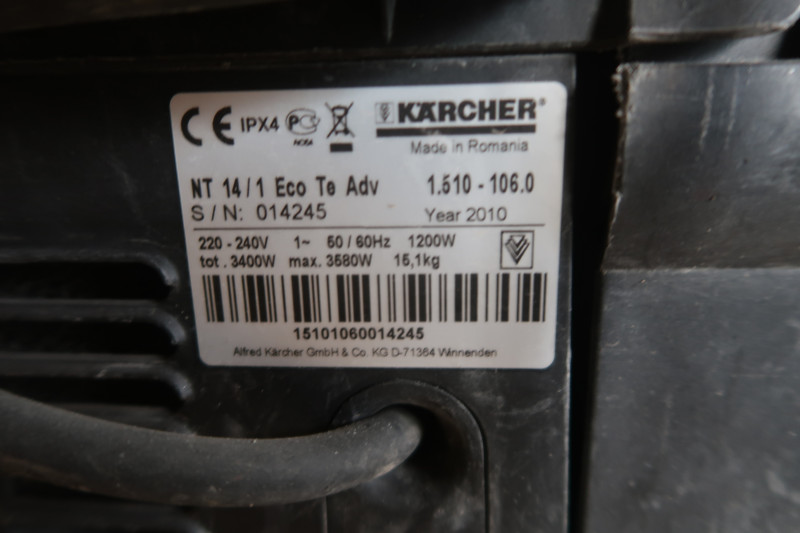 CE IPX4 PC KÄRCHER®
Made in Romania
NT 14/1 Eco Te Adv 1.510 - 106.0
S/N: 014245 Year 2010
220 - 240V 1~ 50/60Hz 1200W
tot. 3400W max. 3580W 15,1kg
15101060014245
Alfred Kärcher GmbH & Co. KG D-71364 Winnenden